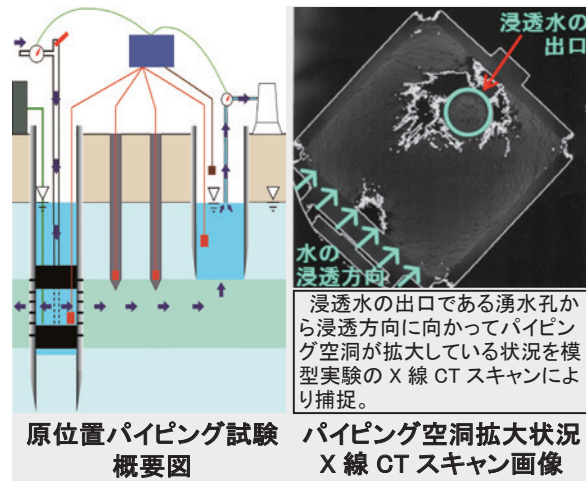 浸透水の
出口
水の
浸透方向
浸透水の出口である湧水孔か
ら浸透方向に向かってパイピン
グ空洞が拡大している状況を模
型実験の X 線 CT スキャンによ
り捕捉。
原位置パイピング試験
概要図
パイピング空洞拡大状況
X 線 CT スキャン画像